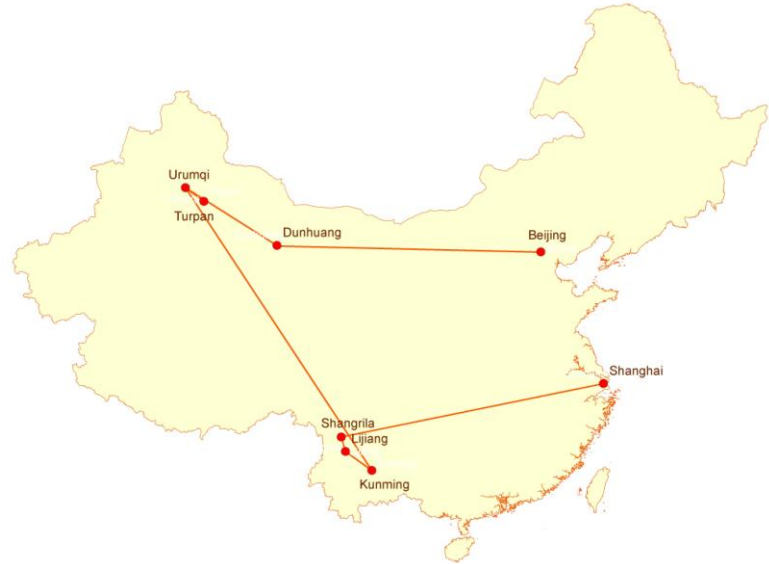 Urumqi
Turpan
Dunhuang
Beijing
Shanghai
Shangrila
Lijiang
Kunming